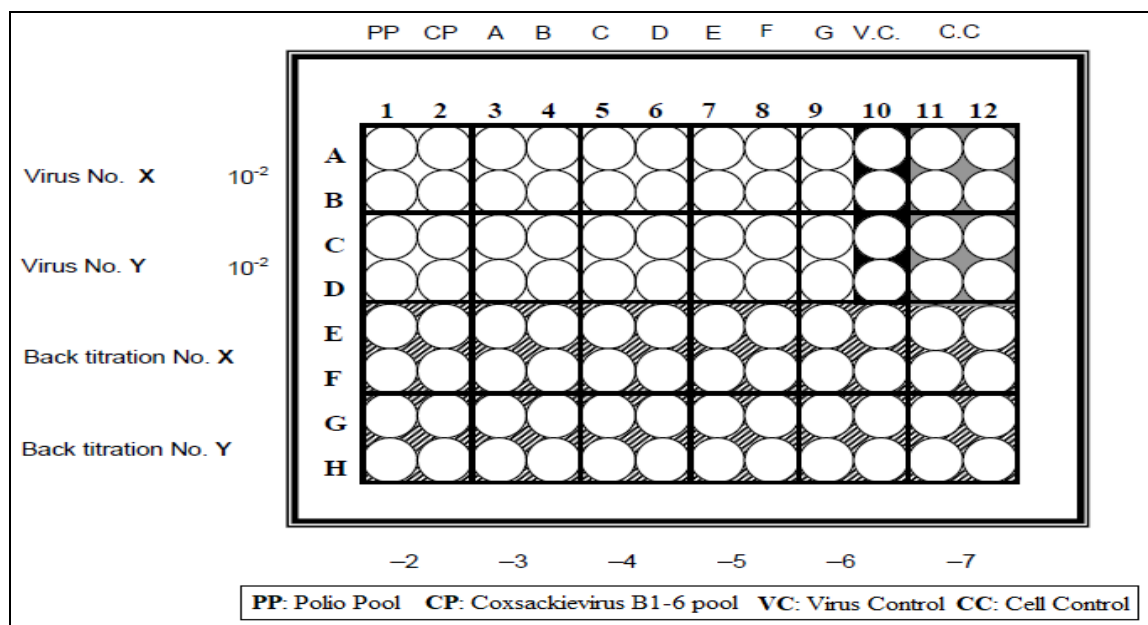 PP CP A B C D E F G V.C. C.C
1 2 3 4 5 6 7 8 9 10 11 12
A
Virus No. X 10-2
B
C
Virus No. Y 10-2
D
E
Back titration No. X
F
G
Back titration No. Y
H
–2 –3 –4 –5 –6 –7
PP: Polio Pool CP: Coxsackievirus B1-6 pool VC: Virus Control CC: Cell Control